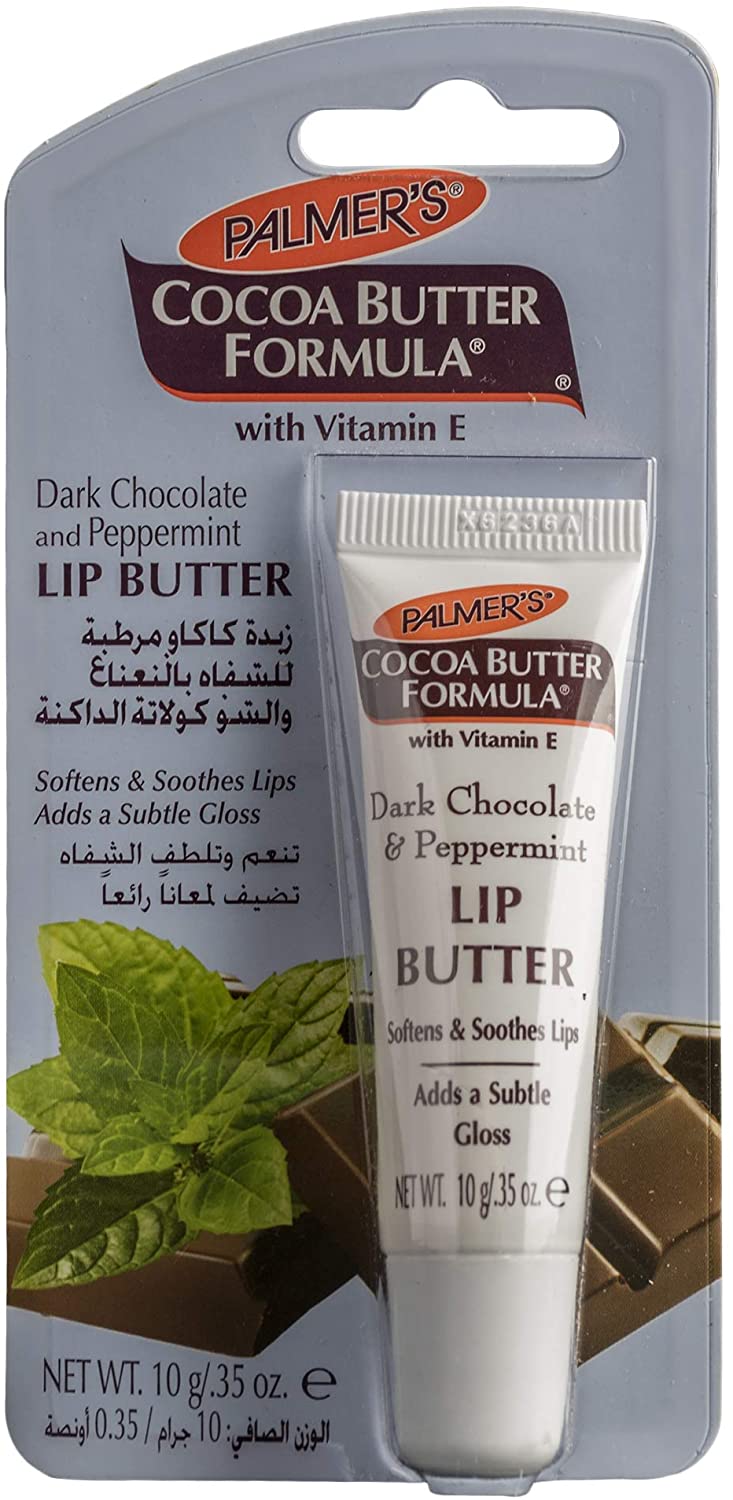 PALMER'S®
COCOA BUTTER
FORMULA®
®
with Vitamin E
Dark Chocolate
and Peppermint
LIP BUTTER
زبدة كاكاو مرطبة
للشفاه بالنعناع
والشوكولاتة الداكنة
Softens & Soothes Lips
Adds a Subtle Gloss
تنعم وتلطف الشفاه
تضيف لمعاناً رائعاً
NET WT. 10 g/.35 oz. e
الوزن الصافي: 10 جرام / 0.35 أونصة
X6236A
PALMER'S®
COCOA BUTTER
FORMULA®
with Vitamin E
Dark Chocolate
& Peppermint
LIP
BUTTER
Softens & Soothes Lips
Adds a Subtle
Gloss
NET WT. 10 g/.35 oz. e